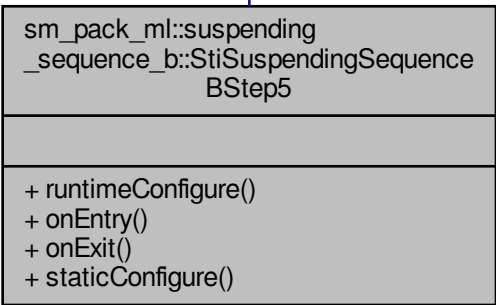 sm_pack_ml::suspending
_sequence_b::StiSuspendingSequence
BStep5
+ runtimeConfigure()
+ onEntry()
+ onExit()
+ staticConfigure()